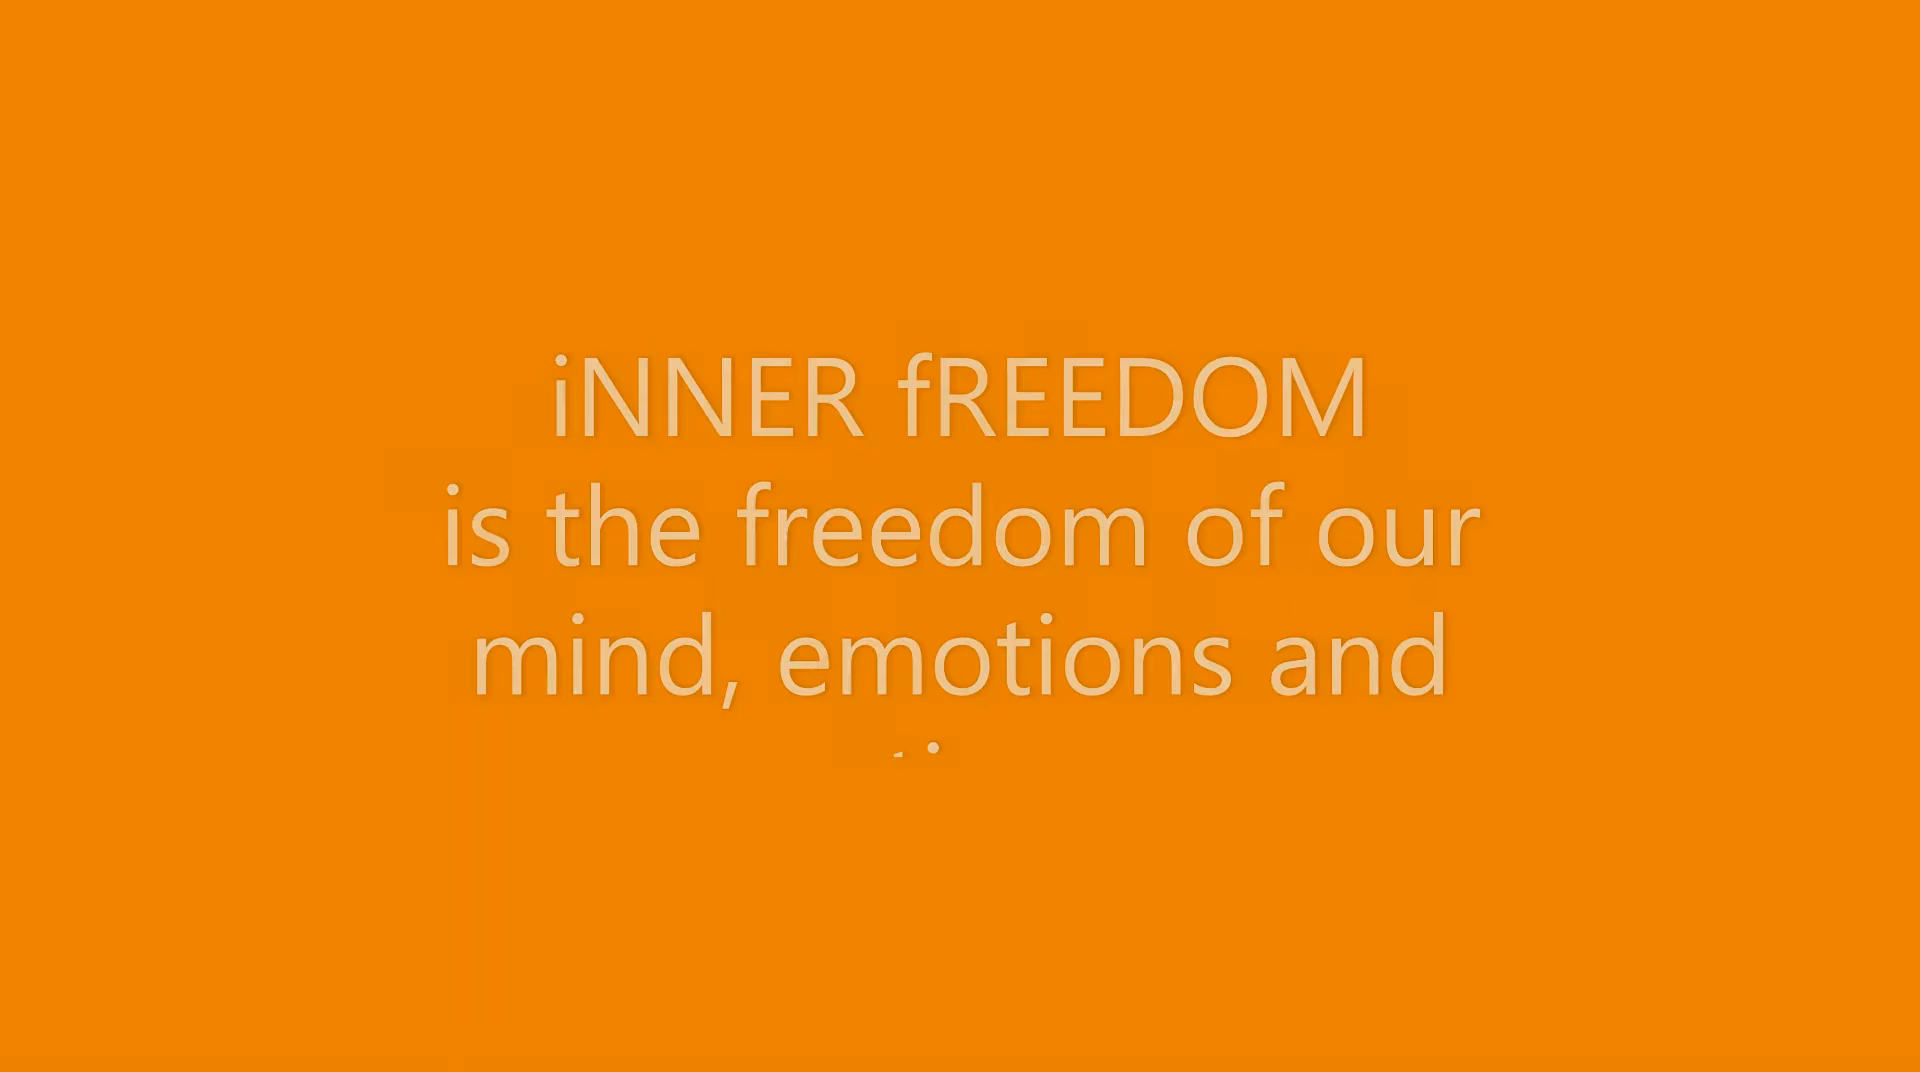 iNNER fREEDOM
is the freedom of our
mind, emotions and